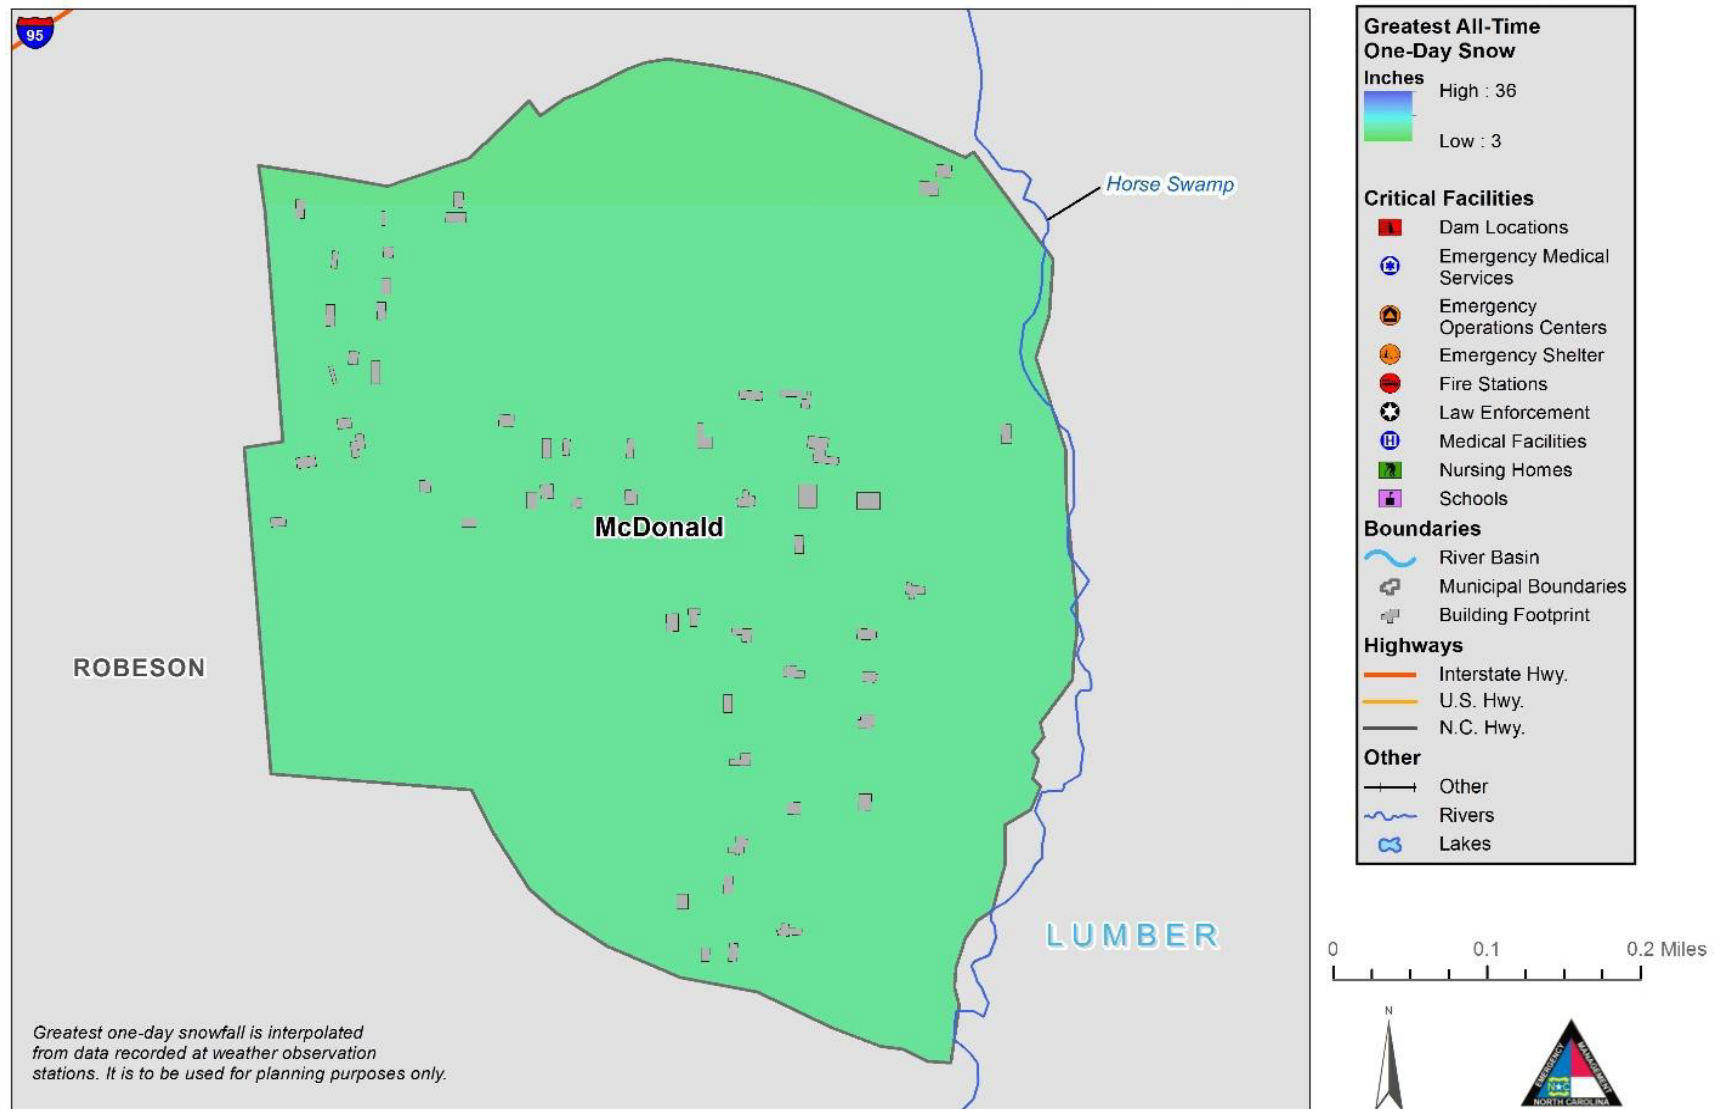 95
Horse Swamp
McDonald
ROBESON
LUMBER
Greatest one-day snowfall is interpolated
from data recorded at weather observation
stations. It is to be used for planning purposes only.
Greatest All-Time
One-Day Snow
Inches
High : 36
Low : 3
Critical Facilities
Dam Locations
Emergency Medical
Services
Emergency
Operations Centers
Emergency Shelter
Fire Stations
Law Enforcement
H
Medical Facilities
Nursing Homes
Schools
Boundaries
River Basin
Municipal Boundaries
Building Footprint
Highways
Interstate Hwy.
U.S. Hwy.
N.C. Hwy.
Other
Other
Rivers
Lakes
0 0.1 0.2 Miles
N
EMERGENCY MANAGEMENT
N C
NORTH CAROLINA